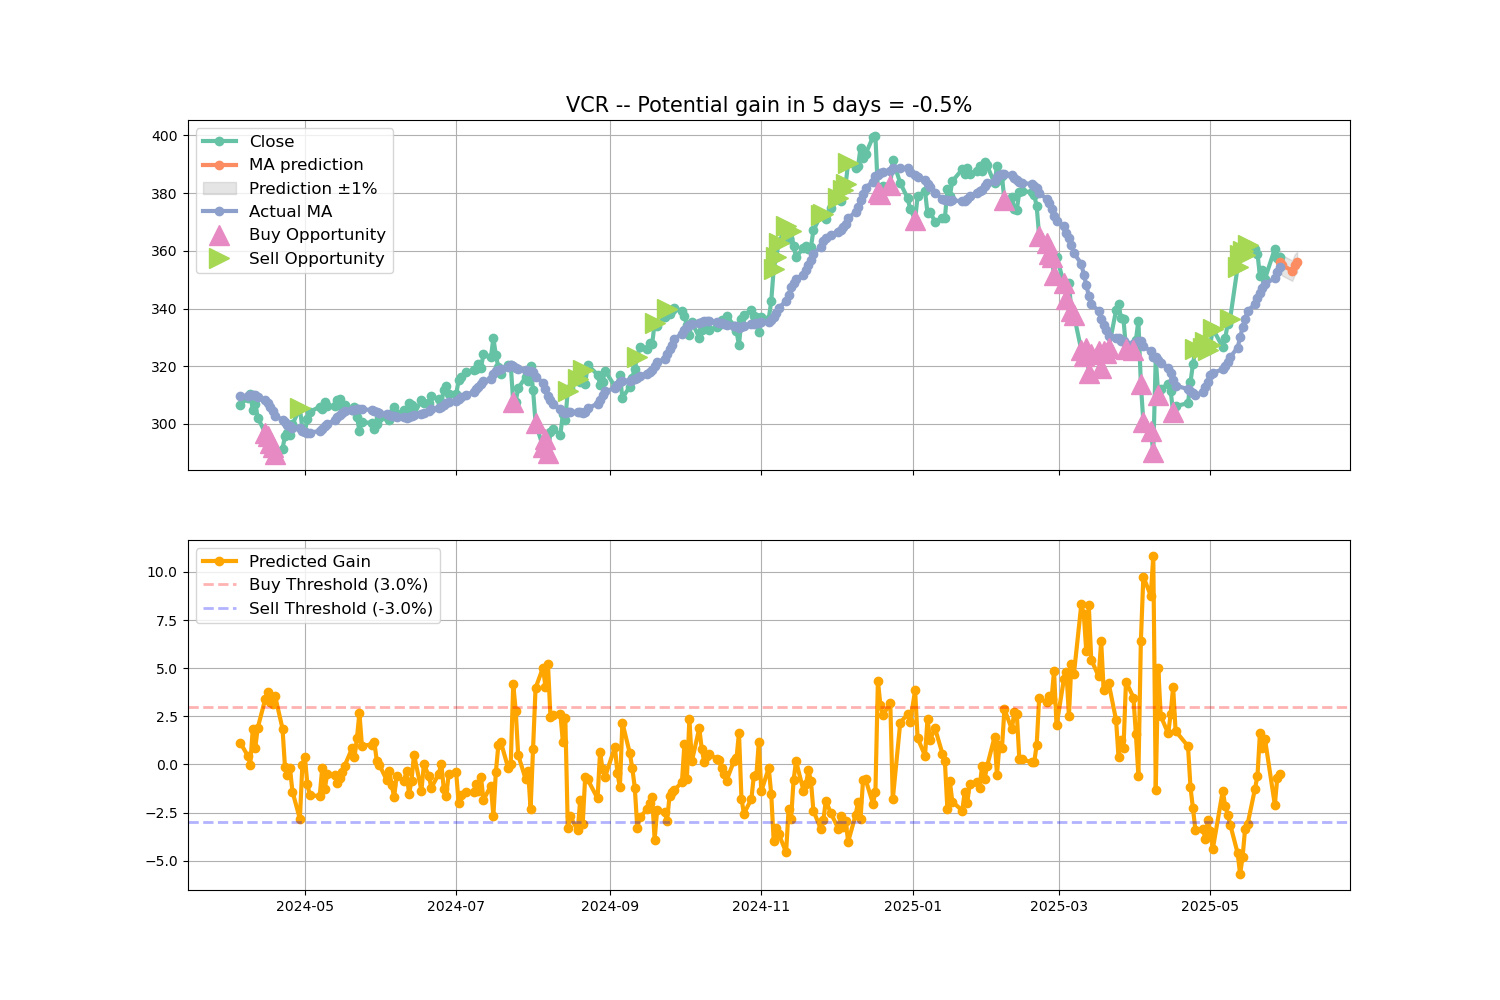 VCR -- Potential gain in 5 days = -0.5%
400
380
360
340
320
300
Close
MA prediction
Prediction ±1%
Actual MA
Buy Opportunity
Sell Opportunity
10.0
7.5
5.0
2.5
0.0
−2.5
−5.0
Predicted Gain
Buy Threshold (3.0%)
Sell Threshold (-3.0%)
2024-05
2024-07
2024-09
2024-11
2025-01
2025-03
2025-05